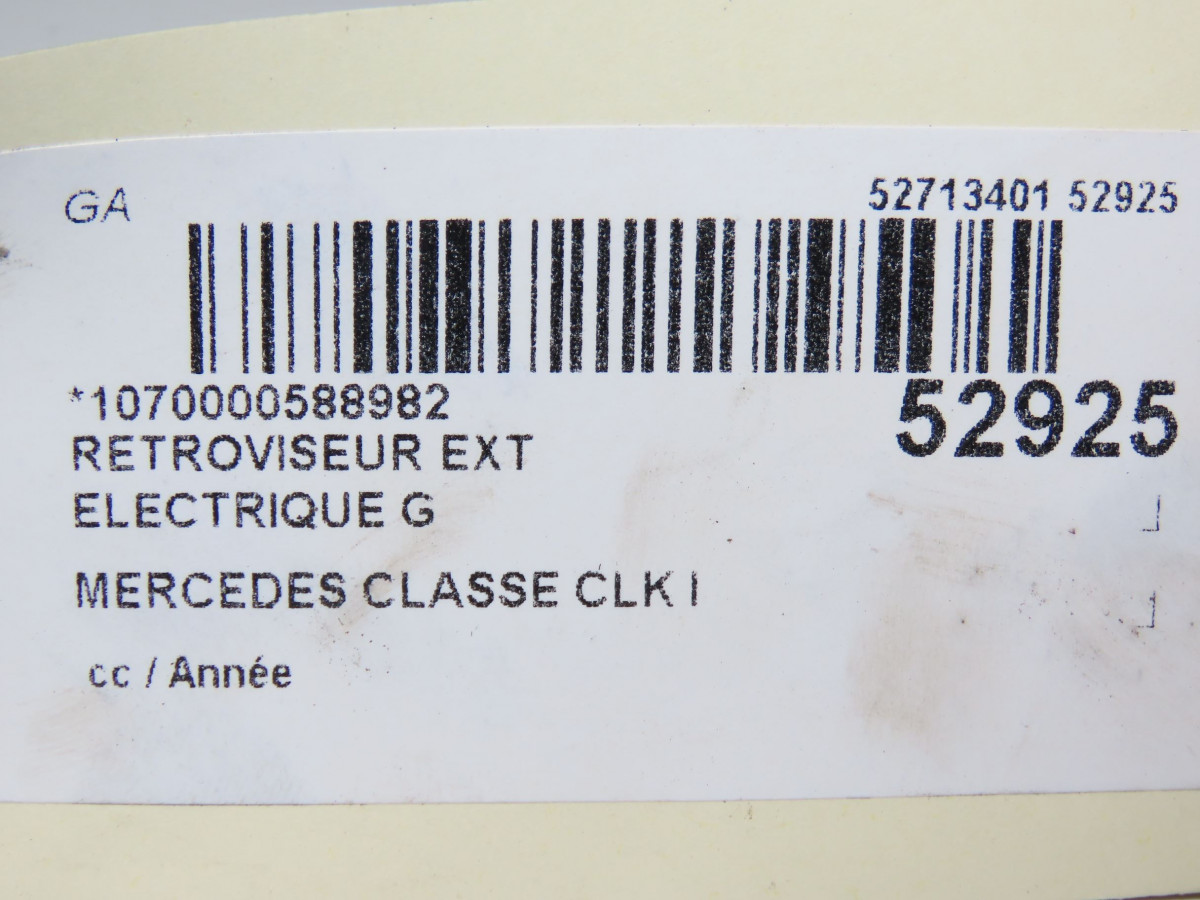 GA
52713401 52925
*1070000588982
52925
RETROVISEUR EXT
ELECTRIQUE G
MERCEDES CLASSE CLK I
cc / Année